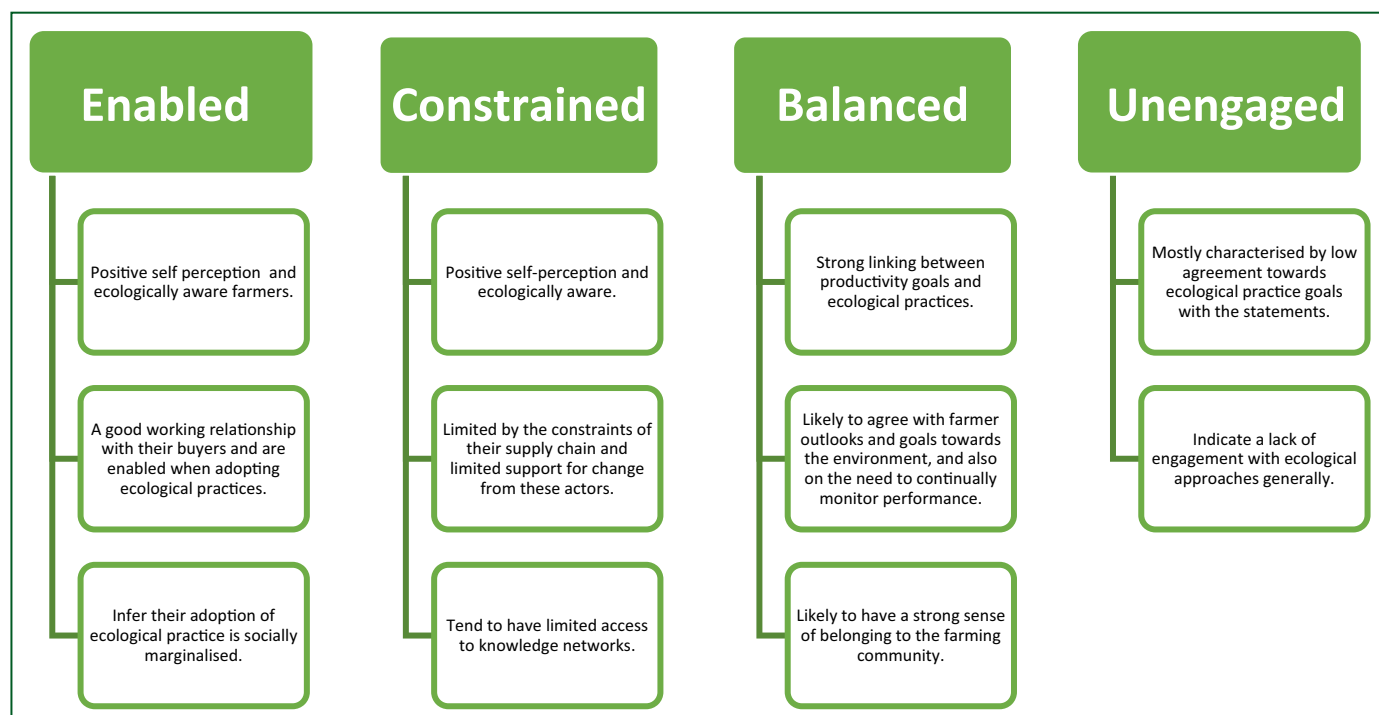 Enabled
Positive self perception and
ecologically aware farmers.
A good working relationship
with their buyers and are
enabled when adopting
ecological practices.
Infer their adoption of
ecological practice is socially
marginalised.
Constrained
Positive self-perception and
ecologically aware.
Limited by the constraints of
their supply chain and
limited support for change
from these actors.
Tend to have limited access
to knowledge networks.
Balanced
Strong linking between
productivity goals and
ecological practices.
Likely to agree with farmer
outlooks and goals towards
the environment, and also
on the need to continually
monitor performance.
Likely to have a strong sense
of belonging to the farming
community.
Unengaged
Mostly characterised by low
agreement towards
ecological practice goals
with the statements.
Indicate a lack of
engagement with ecological
approaches generally.